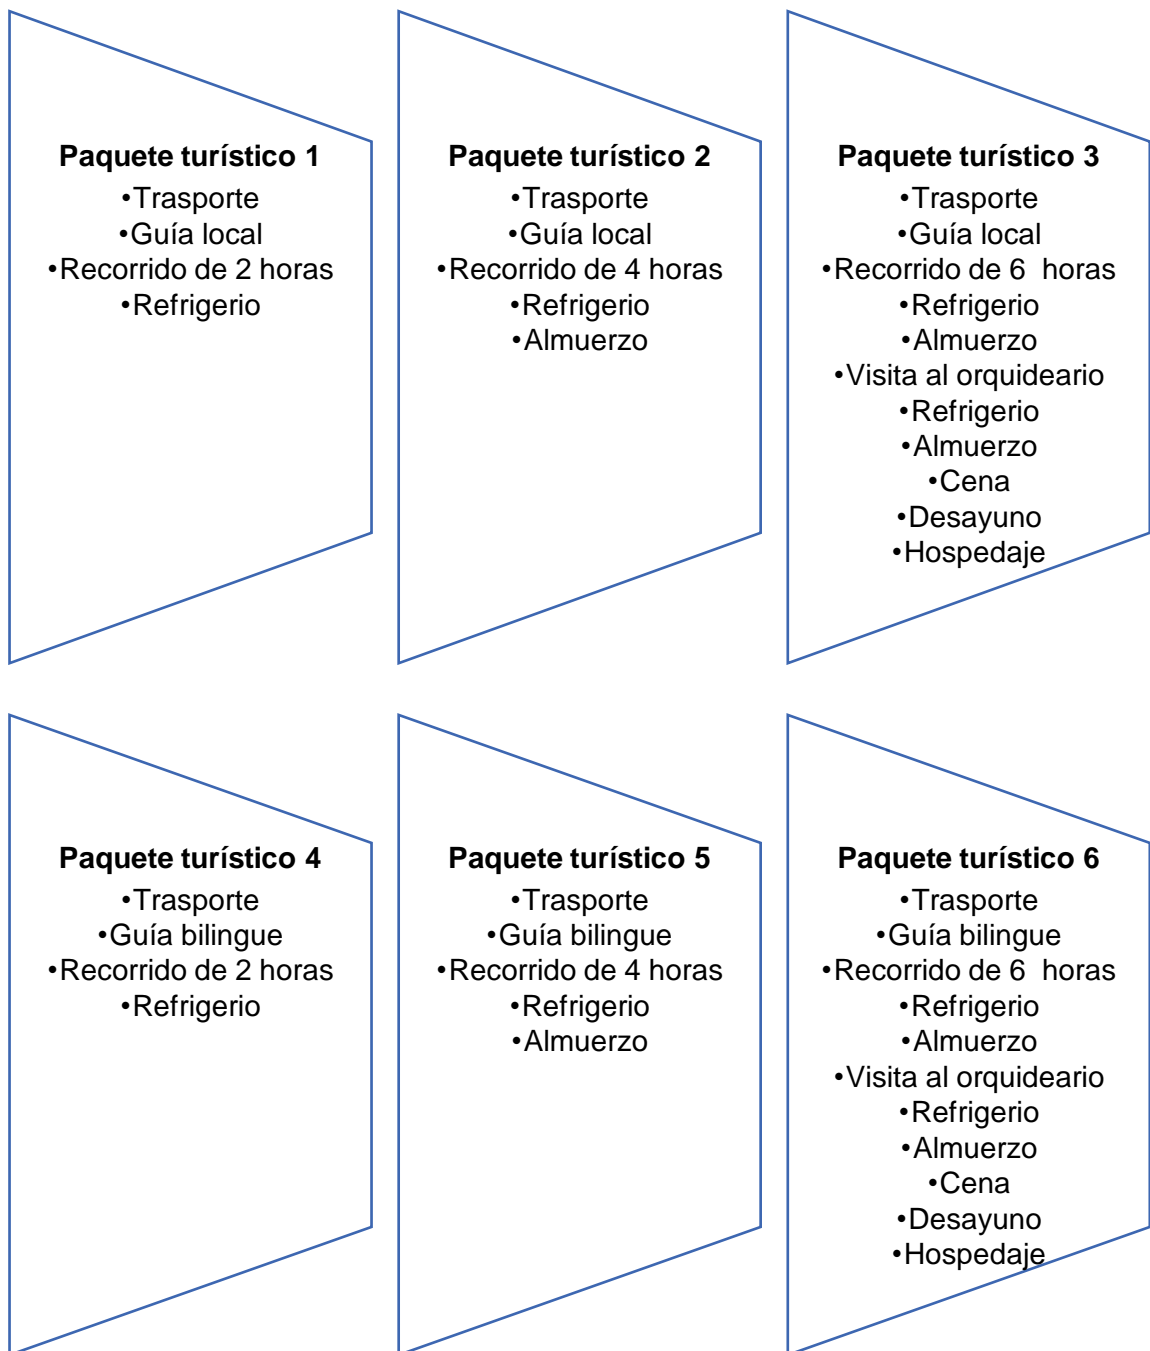 Paquete turístico 1
•Trasporte
•Guía local
•Recorrido de 2 horas
•Refrigerio
Paquete turístico 2
•Trasporte
•Guía local
•Recorrido de 4 horas
•Refrigerio
•Almuerzo
Paquete turístico 3
•Trasporte
•Guía local
•Recorrido de 6  horas
•Refrigerio
•Almuerzo
•Visita al orquideario
•Refrigerio
•Almuerzo
•Cena
•Desayuno
•Hospedaje
Paquete turístico 4
•Trasporte
•Guía bilingue
•Recorrido de 2 horas
•Refrigerio
Paquete turístico 5
•Trasporte
•Guía bilingue
•Recorrido de 4 horas
•Refrigerio
•Almuerzo
Paquete turístico 6
•Trasporte
•Guía bilingue
•Recorrido de 6  horas
•Refrigerio
•Almuerzo
•Visita al orquideario
•Refrigerio
•Almuerzo
•Cena
•Desayuno
•Hospedaje